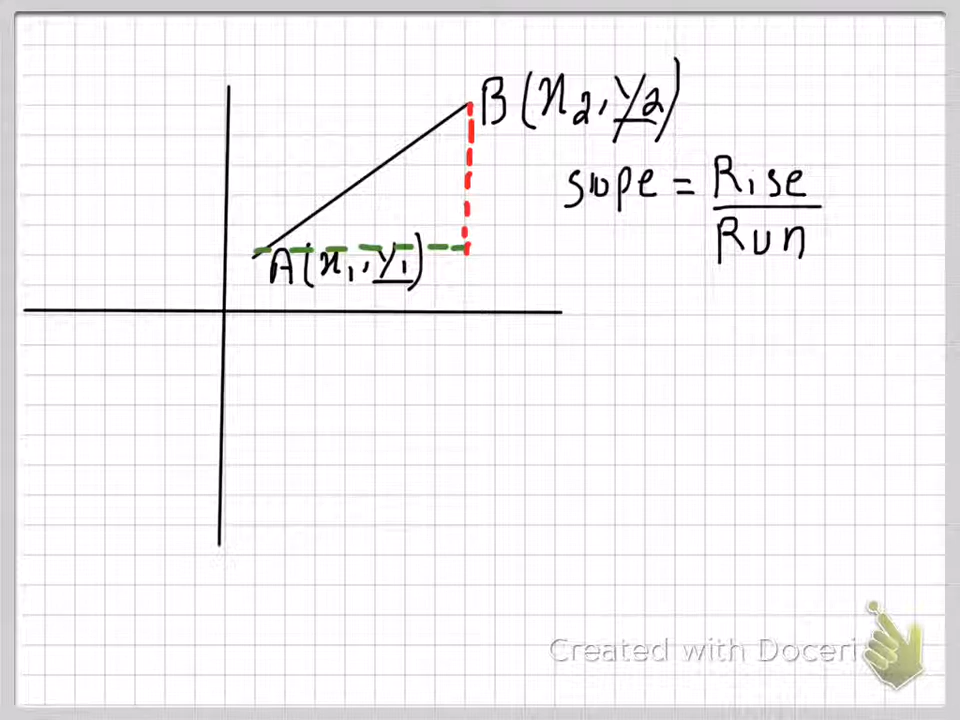 B(x2, y2)
slope = Rise
Run
A(x1, y1)
Created with Doceri